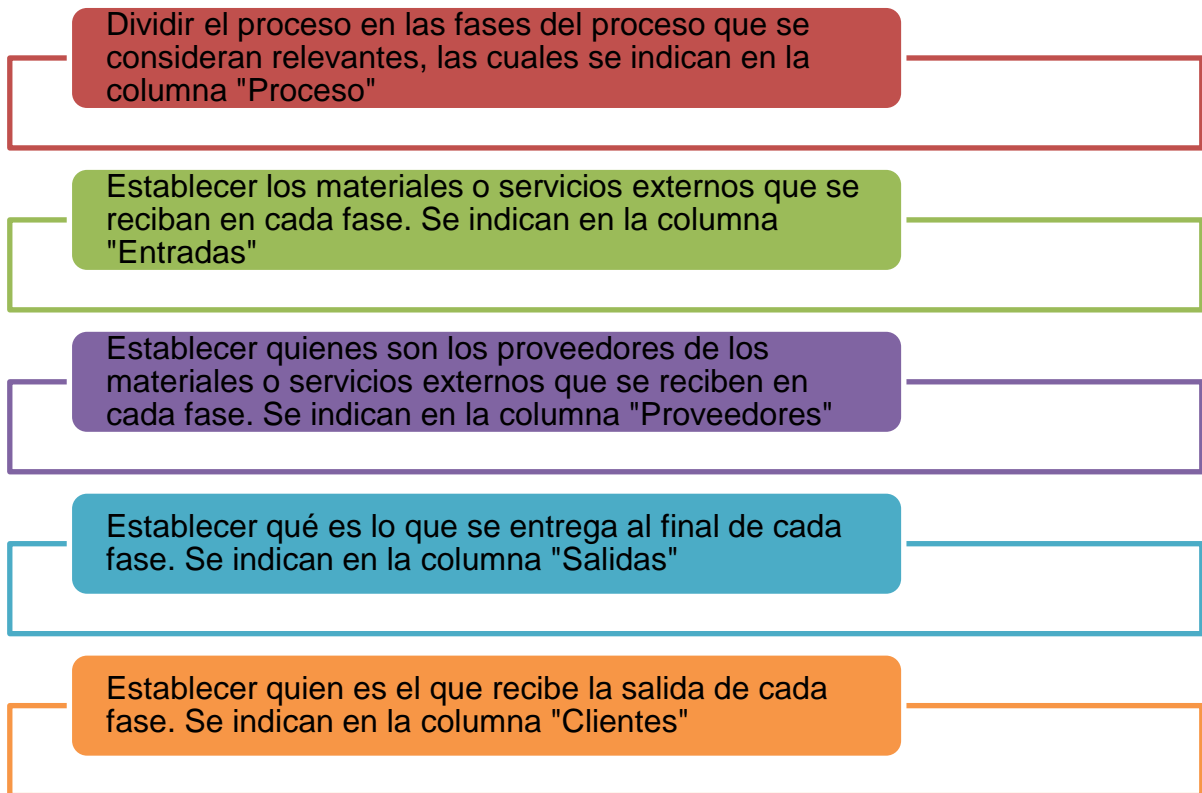 Dividir el proceso en las fases del proceso que se
consideran relevantes, las cuales se indican en la
columna "Proceso"
Establecer los materiales o servicios externos que se
reciban en cada fase. Se indican en la columna
"Entradas"
Establecer quienes son los proveedores de los
materiales o servicios externos que se reciben en
cada fase. Se indican en la columna "Proveedores"
Establecer qué es lo que se entrega al final de cada
fase. Se indican en la columna "Salidas"
Establecer quien es el que recibe la salida de cada
fase. Se indican en la columna "Clientes"